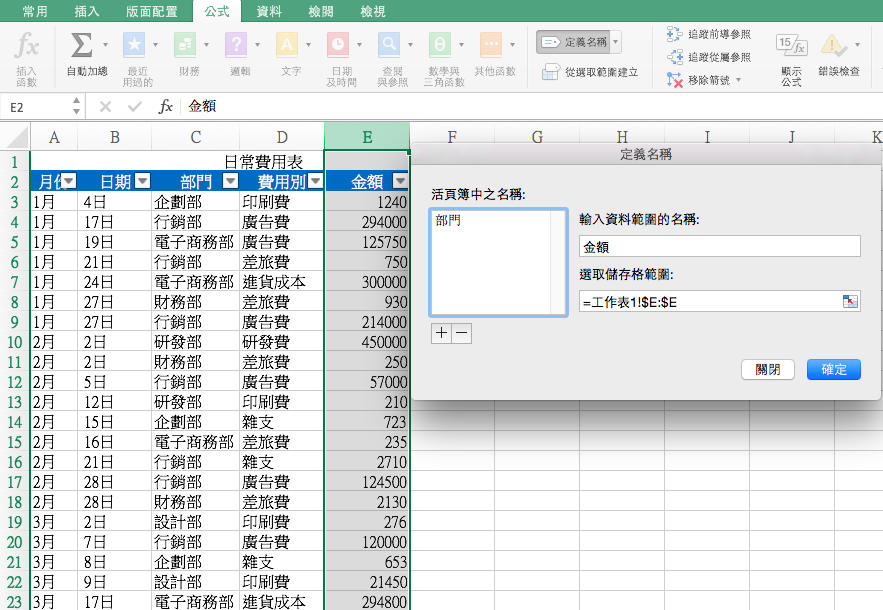 常用 插入 版面配置 公式 資料 校閱 檢視
fx Σ ? A θ 定義名稱 追蹤前導參照
插入函數 自動加總 最近用過的 財務 邏輯 文字 日期及時間 查閱與參照 數學與三角函數 其他函數 從選取範圍建立 追蹤從屬參照 移除箭號 15 fx 顯示公式 錯誤檢查
E2 fx 金額
A B C D E F G H I J K
1 日常費用表
2 月份 日期 部門 費用別 金額
3 1月 4日 企劃部 印刷費 1240
4 1月 17日 行銷部 廣告費 294000
5 1月 19日 電子商務部 廣告費 125750
6 1月 21日 行銷部 差旅費 750
7 1月 24日 電子商務部 進貨成本 300000
8 1月 27日 財務部 差旅費 930
9 1月 27日 行銷部 廣告費 214000
10 2月 2日 研發部 研發費 450000
11 2月 2日 財務部 差旅費 250
12 2月 5日 行銷部 廣告費 57000
13 2月 12日 研發部 印刷費 210
14 2月 15日 企劃部 雜支 723
15 2月 16日 電子商務部 差旅費 235
16 2月 21日 行銷部 雜支 2710
17 2月 28日 行銷部 廣告費 124500
18 2月 28日 財務部 差旅費 2130
19 3月 2日 設計部 印刷費 276
20 3月 7日 行銷部 廣告費 120000
21 3月 8日 企劃部 雜支 653
22 3月 9日 設計部 印刷費 21450
23 3月 17日 電子商務部 進貨成本 294800
定義名稱
活頁簿中之名稱:
部門
輸入資料範圍的名稱:
金額
選取儲存格範圍:
=工作表1!$E:$E
+ −
關閉 確定